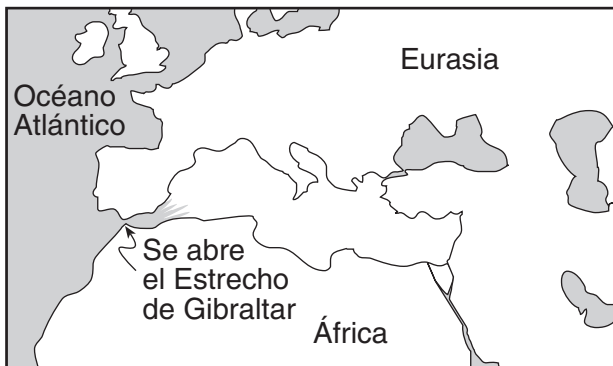 Eurasia
Océano
Atlántico
Se abre
el Estrecho
de Gibraltar
África